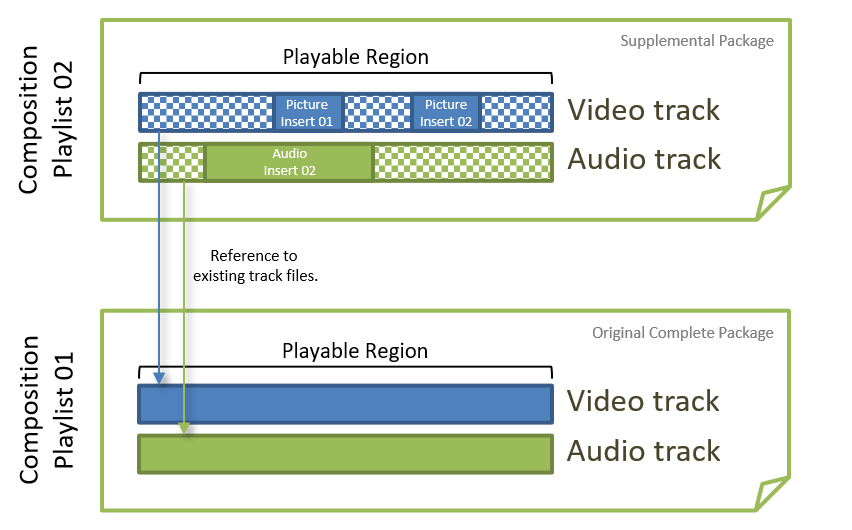 Composition
Playlist 02
Supplemental Package
Playable Region
Picture
Insert 01
Picture
Insert 02
Video track
Audio
Insert 02
Audio track
Reference to
existing track files.
Composition
Playlist 01
Original Complete Package
Playable Region
Video track
Audio track